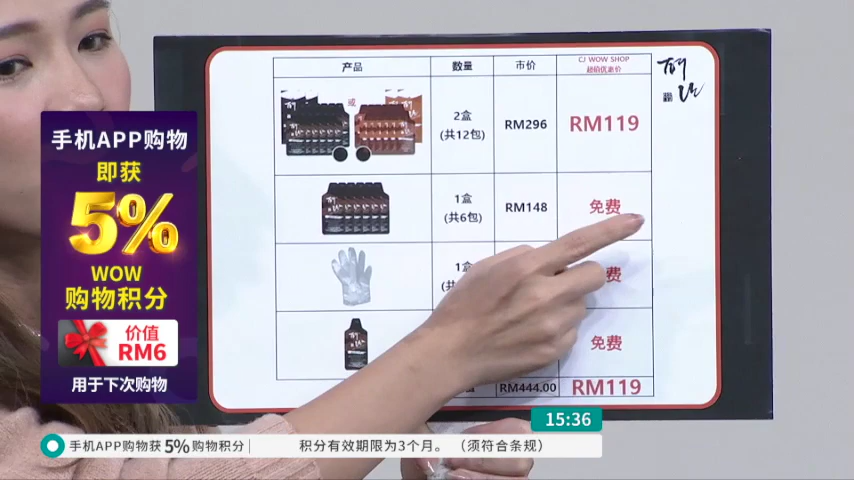 手机APP购物
即获
5%
WOW
购物积分
价值
RM6
用于下次购物
产品 数量 市价 CJ WOW SHOP
超值优惠价
或
2盒
(共12包) RM296 RM119
1盒
(共6包) RM148 免费
1盒
免费
RM444.00 RM119
15:36
手机APP购物获5%购物积分 积分有效期限为3个月。 (须符合条规)